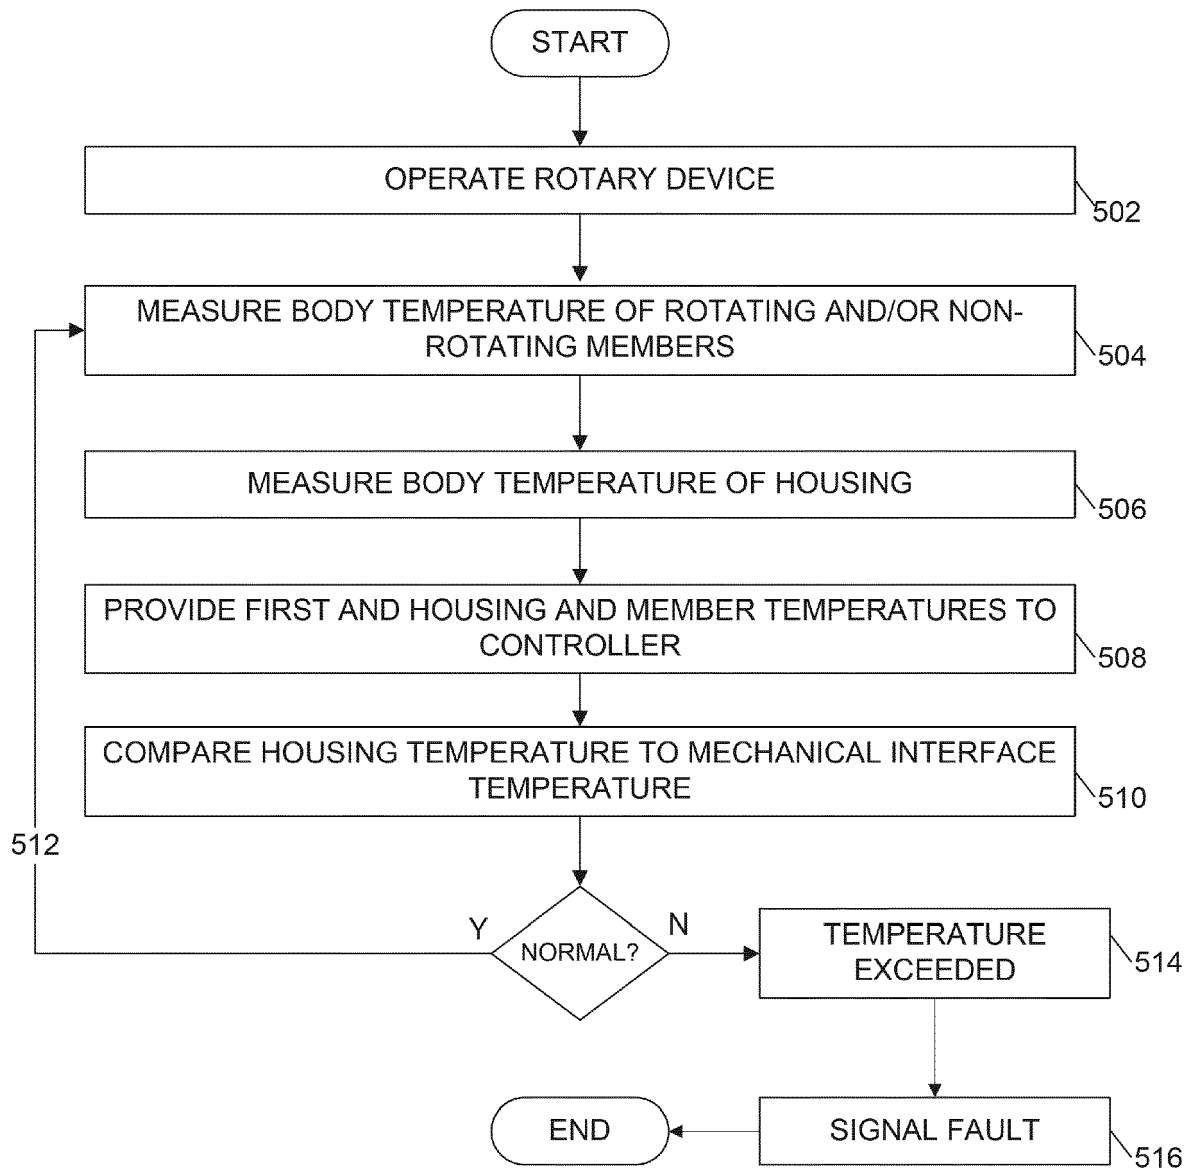 START
OPERATE ROTARY DEVICE
502
MEASURE BODY TEMPERATURE OF ROTATING AND/OR NON-
ROTATING MEMBERS
504
MEASURE BODY TEMPERATURE OF HOUSING
506
PROVIDE FIRST AND HOUSING AND MEMBER TEMPERATURES TO
CONTROLLER
508
COMPARE HOUSING TEMPERATURE TO MECHANICAL INTERFACE
TEMPERATURE
510
512
Y
NORMAL?
N
TEMPERATURE
EXCEEDED
514
END
SIGNAL FAULT
516